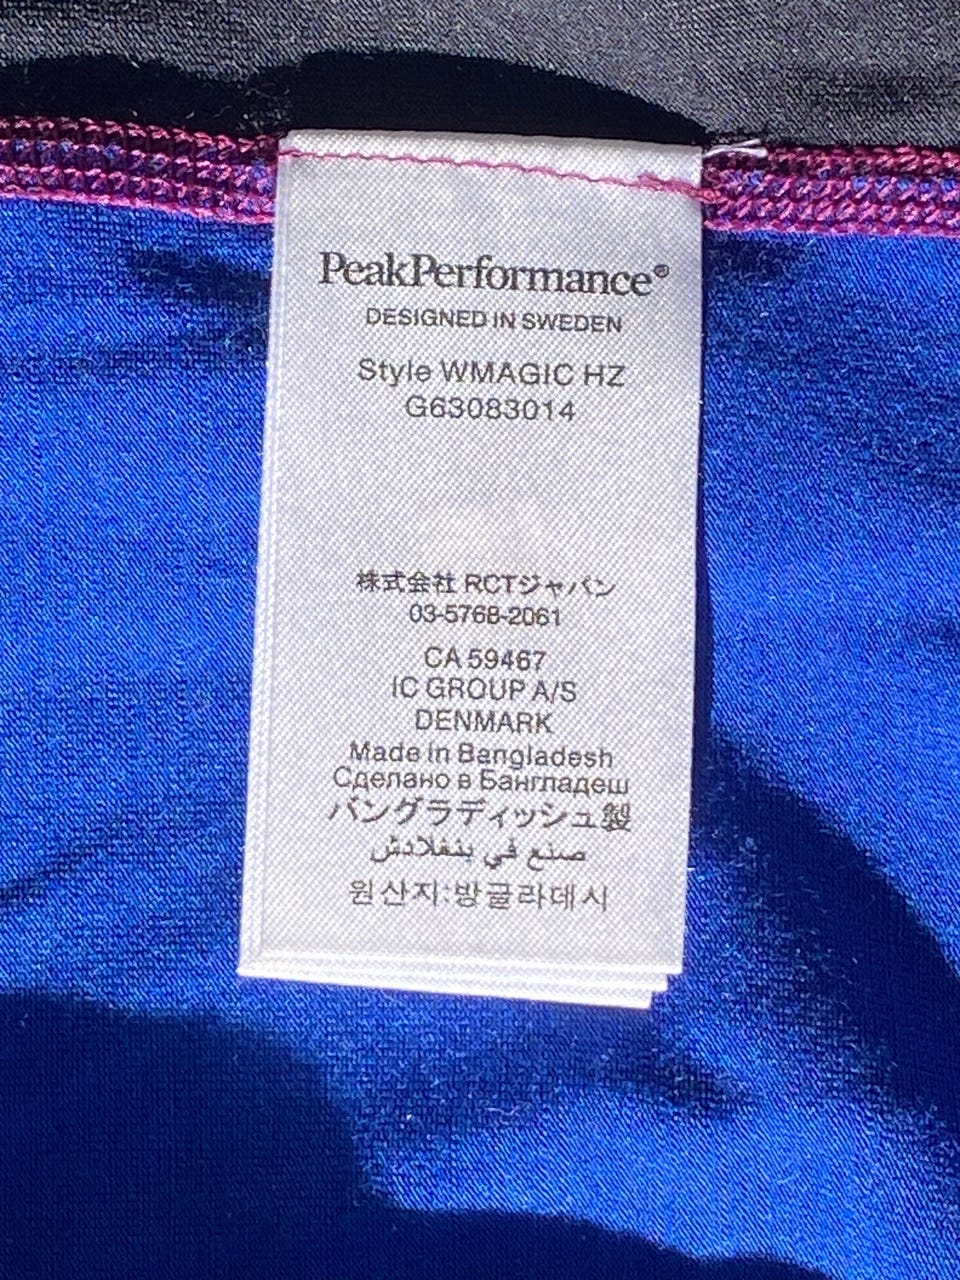 PeakPerformance®
DESIGNED IN SWEDEN
Style WMAGIC HZ
G63083014
株式会社 RCTジャパン
03-5768-2061
CA 59467
IC GROUP A/S
DENMARK
Made in Bangladesh
Сделано в Бангладеш
バングラディッシュ製
صنع في بنغلادش
원산지:방글라데시